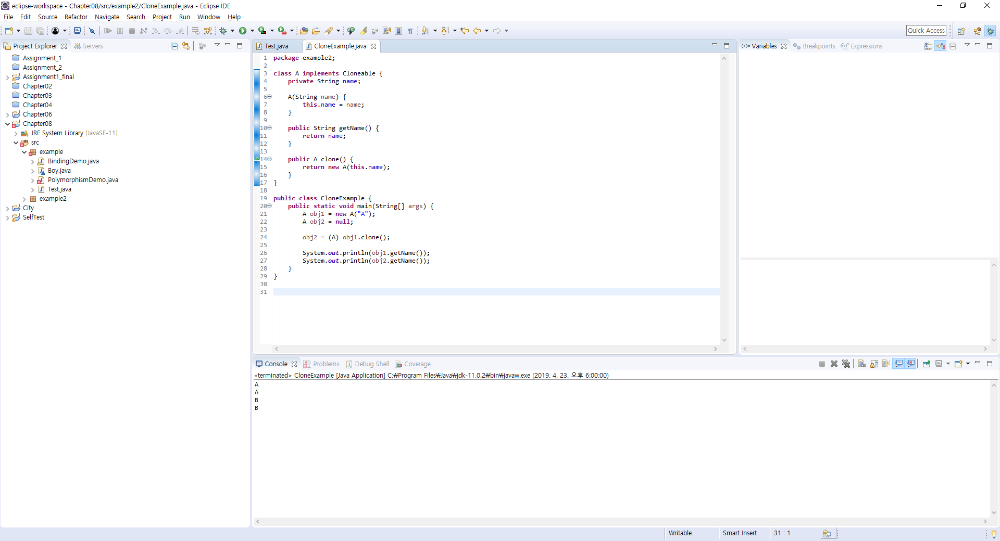 eclipse-workspace - Chapter08/src/example2/CloneExample.java - Eclipse IDE
File Edit Source Refactor Navigate Search Project Run Window Help
Quick Access
Project Explorer Servers
Assignment_1
Assignment_2
Assignment1_final
Chapter02
Chapter03
Chapter04
Chapter06
Chapter08
JRE System Library [JavaSE-11]
src
example
BindingDemo.java
Boy.java
PolymorphismDemo.java
Test.java
example2
City
SelfTest
Test.java CloneExample.java
1 package example2;
2
3 class A implements Cloneable {
4     private String name;
5
6     A(String name) {
7         this.name = name;
8     }
9
10     public String getName() {
11         return name;
12     }
13
14     public A clone() {
15         return new A(this.name);
16     }
17 }
18
19 public class CloneExample {
20     public static void main(String[] args) {
21         A obj1 = new A("A");
22         A obj2 = null;
23
24         obj2 = (A) obj1.clone();
25
26         System.out.println(obj1.getName());
27         System.out.println(obj2.getName());
28     }
29 }
30
31
(x)= Variables Breakpoints Expressions
Console Problems Debug Shell Coverage
<terminated> CloneExample [Java Application] C:₩Program Files₩Java₩jdk-11.0.2₩bin₩javaw.exe (2019. 4. 23. 오후 6:00:00)
A
A
B
B
Writable Smart Insert 31 : 1